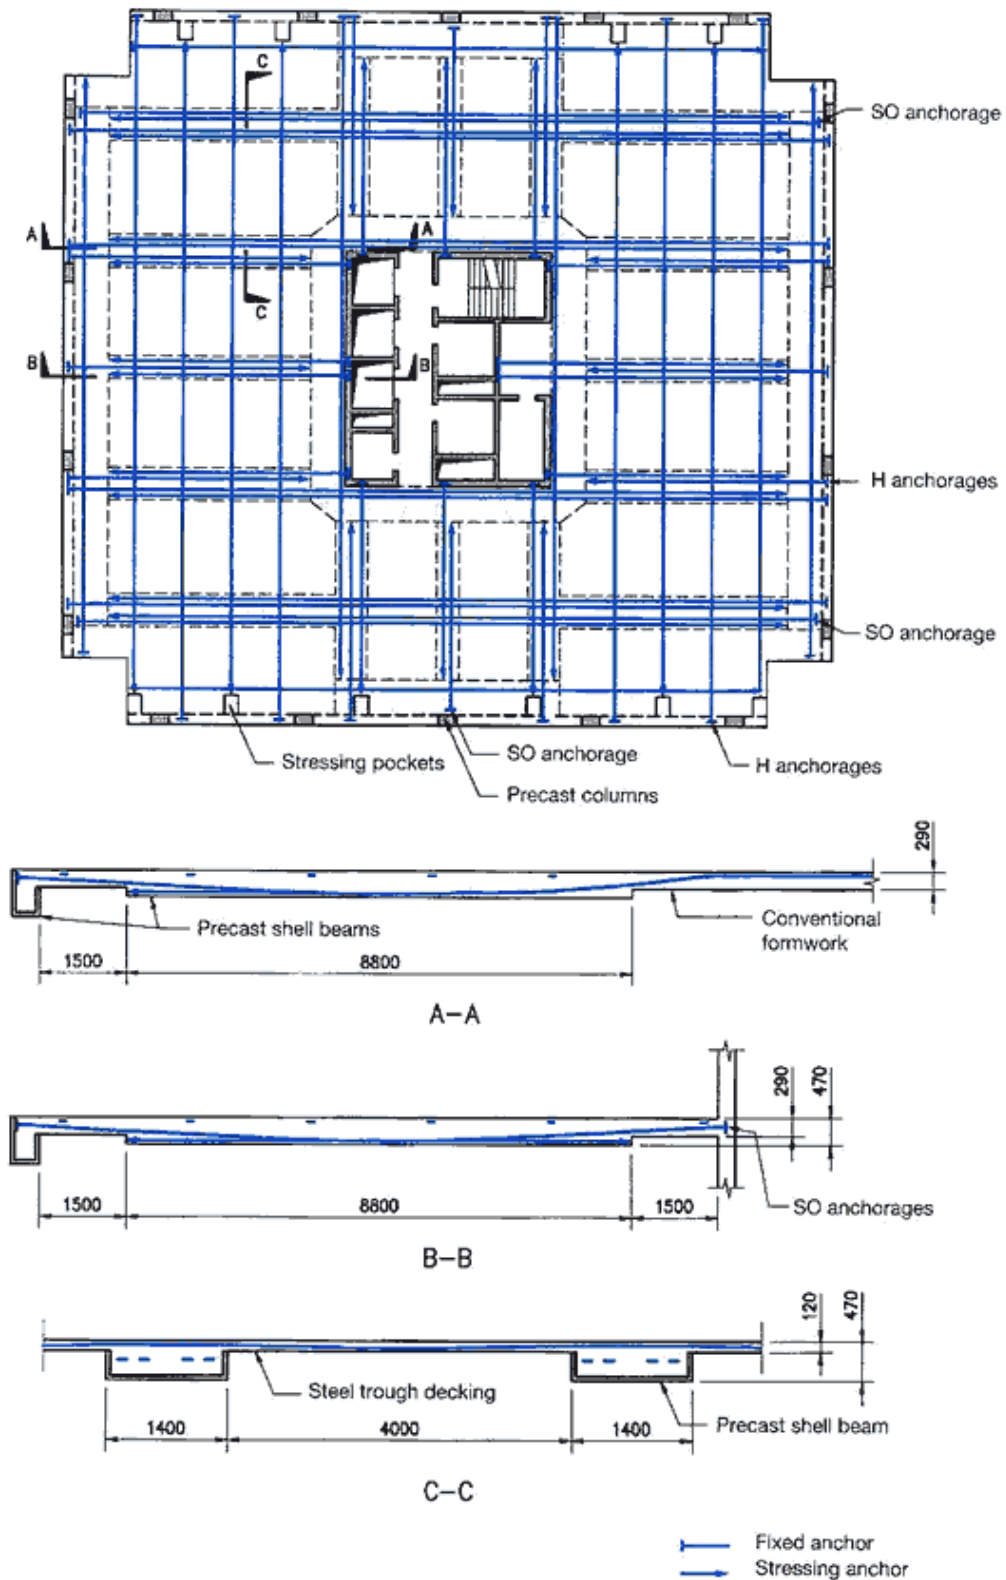 C
SO anchorage
A
A
C
B
B
H anchorages
SO anchorage
Stressing pockets
SO anchorage
H anchorages
Precast columns
290
Precast shell beams
Conventional
formwork
1500
8800
A-A
290
470
1500
8800
1500
SO anchorages
B-B
120
470
Steel trough decking
1400
4000
1400
Precast shell beam
C-C
Fixed anchor
Stressing anchor